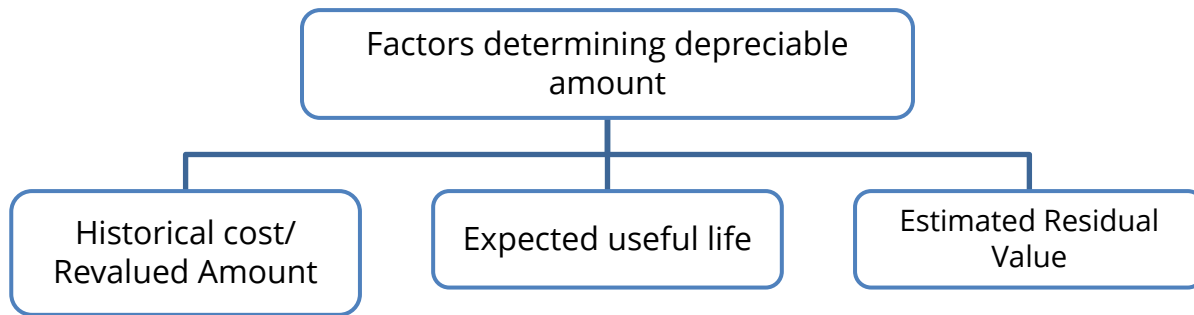 Factors determining depreciable
amount
Historical cost/
Revalued Amount
Expected useful life
Estimated Residual
Value